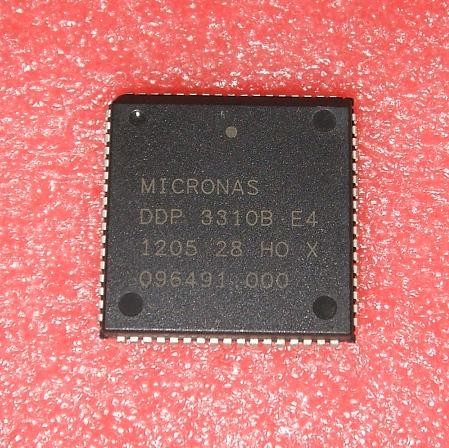 MICRONAS
DDP 3310B E4
1205 28 HO X
096491.000